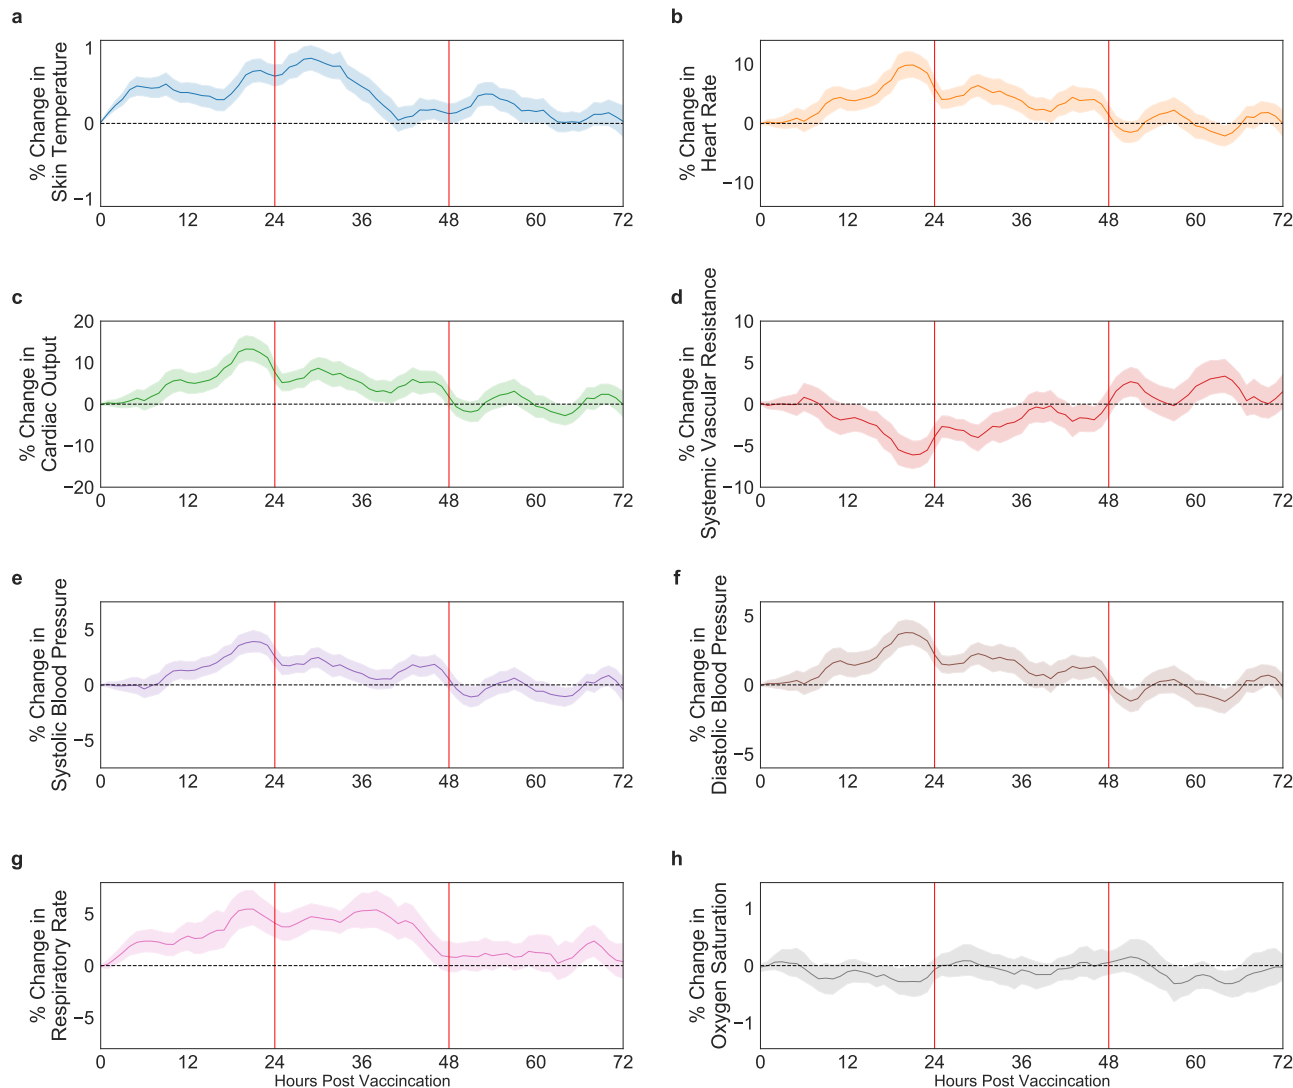 a
% Change in
Skin Temperature
1
0
−1
0 12 24 36 48 60 72
b
% Change in
Heart Rate
10
0
−10
0 12 24 36 48 60 72
c
% Change in
Cardiac Output
20
10
0
−10
−20
0 12 24 36 48 60 72
d
% Change in
Systemic Vascular Resistance
10
5
0
−5
−10
0 12 24 36 48 60 72
e
% Change in
Systolic Blood Pressure
5
0
−5
0 12 24 36 48 60 72
f
% Change in
Diastolic Blood Pressure
5
0
−5
0 12 24 36 48 60 72
g
% Change in
Respiratory Rate
5
0
−5
0 12 24 36 48 60 72
Hours Post Vaccincation
h
% Change in
Oxygen Saturation
1
0
−1
0 12 24 36 48 60 72
Hours Post Vaccincation